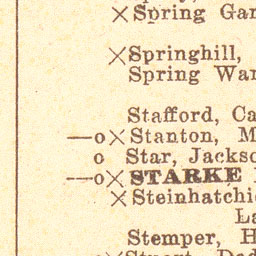 ×Spring Gar
×Springhill,
Spring War
Stafford, Ca
—o×Stanton, M
o Star, Jackso
—o×STARKE
×Steinhatchi
La
Stemper, H